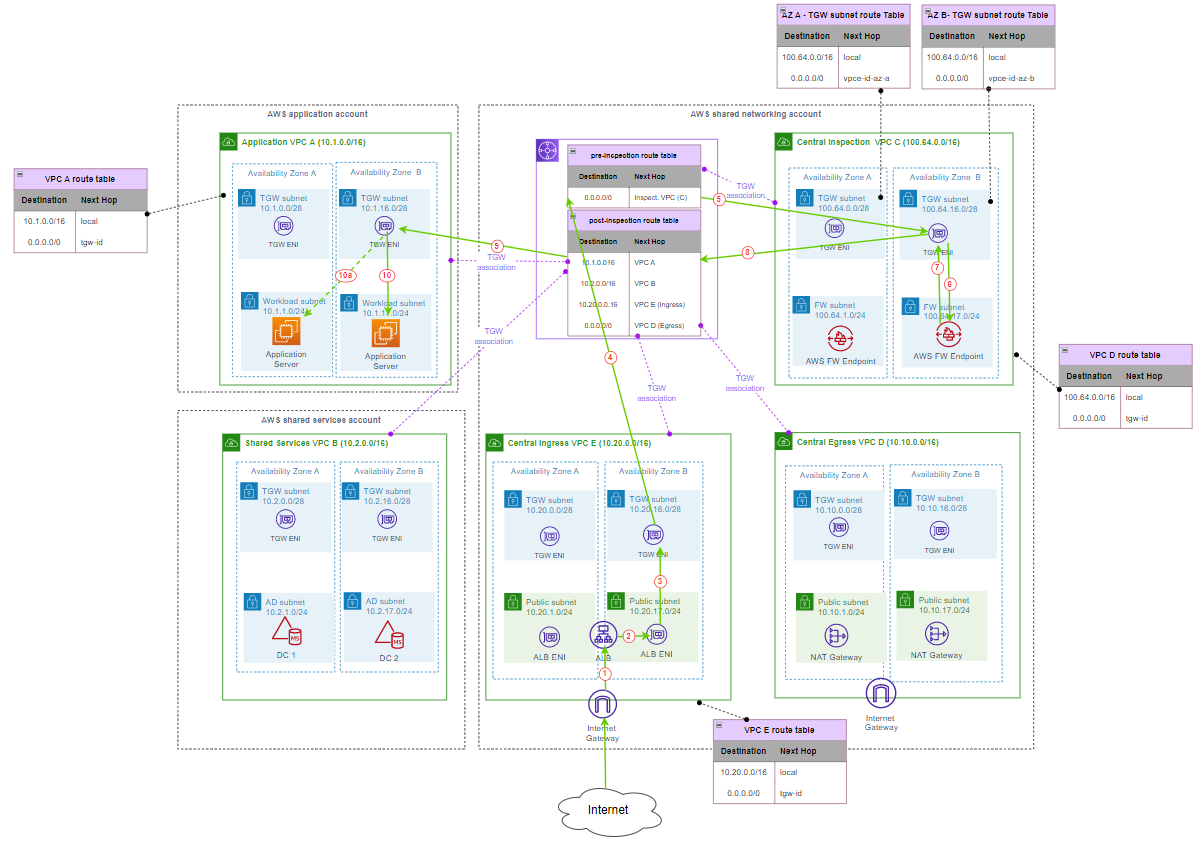 AZ A - TGW subnet route Table
Destination Next Hop
100.64.0.0/16 local
0.0.0.0/0 vpce-id-az-a
AZ B- TGW subnet route Table
Destination Next Hop
100.64.0.0/16 local
0.0.0.0/0 vpce-id-az-b
AWS application account
Application VPC A (10.1.0.0/16)
Availability Zone A
TGW subnet
10.1.0.0/28
TGW ENI
Workload subnet
10.1.1.0/24
Application
Server
Availability Zone B
TGW subnet
10.1.16.0/28
TGW ENI
Workload subnet
10.1.17.0/24
Application
Server
10a
10
VPC A route table
Destination Next Hop
10.1.0.0/16 local
0.0.0.0/0 tgw-id
AWS shared networking account
pre-incpection route table
Destination Next Hop
0.0.0.0/0 Inspect. VPC (C)
post-inspection route table
Destination Next Hop
10.1.0.016 VPC A
10.2.0.0/16 VPC B
10.20.0.0.16 VPC E (Ingress)
0.0.0.0/0 VPC D (Egress)
TGW
association
TGW
association
TGW
association
TGW
association
TGW
association
5
9
8
4
Central Inspection VPC C (100.64.0.0/16)
Availability Zone A
TGW subnet
100.64.0.0/28
TGW ENI
FW subnet
100.64.1.0/24
AWS FW Endpoint
Availability Zone B
TGW subnet
100.64.16.0/28
TGW ENI
7
6
FW subnet
100.64.17.0/24
AWS FW Endpoint
VPC D route table
Destination Next Hop
100.64.0.0/16 local
0.0.0.0/0 tgw-id
AWS shared services account
Shared Services VPC B (10.2.0.0/16)
Availability Zone A
TGW subnet
10.2.0.0/28
TGW ENI
AD subnet
10.2.1.0/24
MS
DC 1
Availability Zone B
TGW subnet
10.2.16.0/28
TGW ENI
AD subnet
10.2.17.0/24
MS
DC 2
Central Ingress VPC E (10.20.0.0/16)
Availability Zone A
TGW subnet
10.20.0.0/28
TGW ENI
Public subnet
10.20.1.0/24
ALB ENI
Availability Zone B
TGW subnet
10.20.16.0/28
TGW ENI
3
Public subnet
10.20.17.0/24
2
ALB ENI
ALB
1
Internet
Gateway
Central Egress VPC D (10.10.0.0/16)
Availability Zone A
TGW subnet
10.10.0.0/28
TGW ENI
Public subnet
10.10.1.0/24
NAT Gateway
Availability Zone B
TGW subnet
10.10.16.0/28
TGW ENI
Public subnet
10.10.17.0/24
NAT Gateway
Internet
Gateway
VPC E route table
Destination Next Hop
10.20.0.0/16 local
0.0.0.0/0 tgw-id
Internet